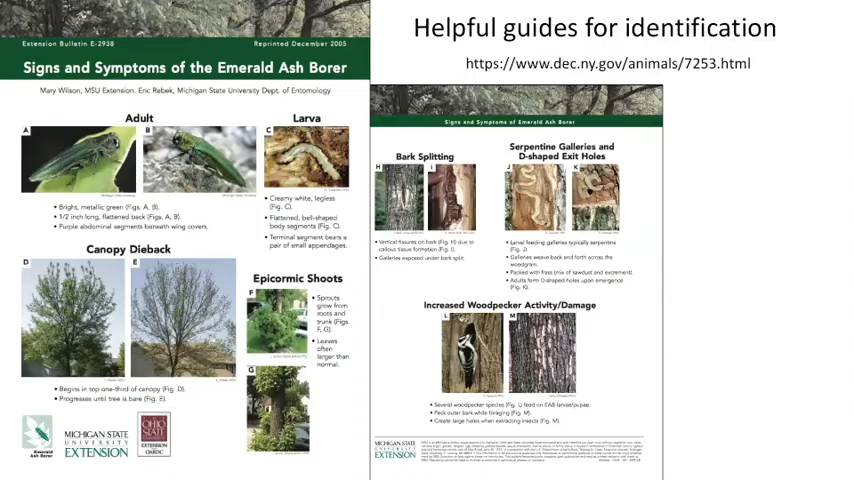 Helpful guides for identification
https://www.dec.ny.gov/animals/7253.html
Extension Bulletin E-2938
Reprinted December 2005
Signs and Symptoms of the Emerald Ash Borer
Mary Wilson, MSU Extension. Eric Rebek, Michigan State University Dept. of Entomology
Adult
A
B
• Bright, metallic green (Figs. A, B).
• 1/2 inch long, flattened back (Figs. A, B).
• Purple abdominal segments beneath wing covers.
Larva
C
• Creamy white, legless
(Fig. C).
• Flattened, bell-shaped
body segments (Fig. C).
• Terminal segment bears a
pair of small appendages.
Canopy Dieback
D
E
• Begins in top one-third of canopy (Fig. D).
• Progresses until tree is bare (Fig. E).
Epicormic Shoots
F
G
• Sprouts
grow from
roots and
trunk (Figs.
F, G).
• Leaves
often
larger than
normal.
Emerald
Ash Borer
MICHIGAN STATE
UNIVERSITY
EXTENSION
OHIO
STATE
EXTENSION
OARDC
Signs and Symptoms of Emerald Ash Borer
Bark Splitting
H
I
• Vertical fissures on bark (Fig. H) due to
callous tissue formation (Fig. I).
• Galleries exposed under bark split.
Serpentine Galleries and
D-shaped Exit Holes
J
K
• Larval feeding galleries typically serpentine
(Fig. J).
• Galleries weave back and forth across the
woodgrain.
• Packed with frass (mix of sawdust and excrement).
• Adults form D-shaped holes upon emergence
(Fig. K).
Increased Woodpecker Activity/Damage
L
M
• Several woodpecker species (Fig. L) feed on EAB larvae/pupae.
• Peck outer bark while foraging (Fig. M).
• Create large holes when extracting insects (Fig. M).
MICHIGAN STATE
UNIVERSITY
EXTENSION